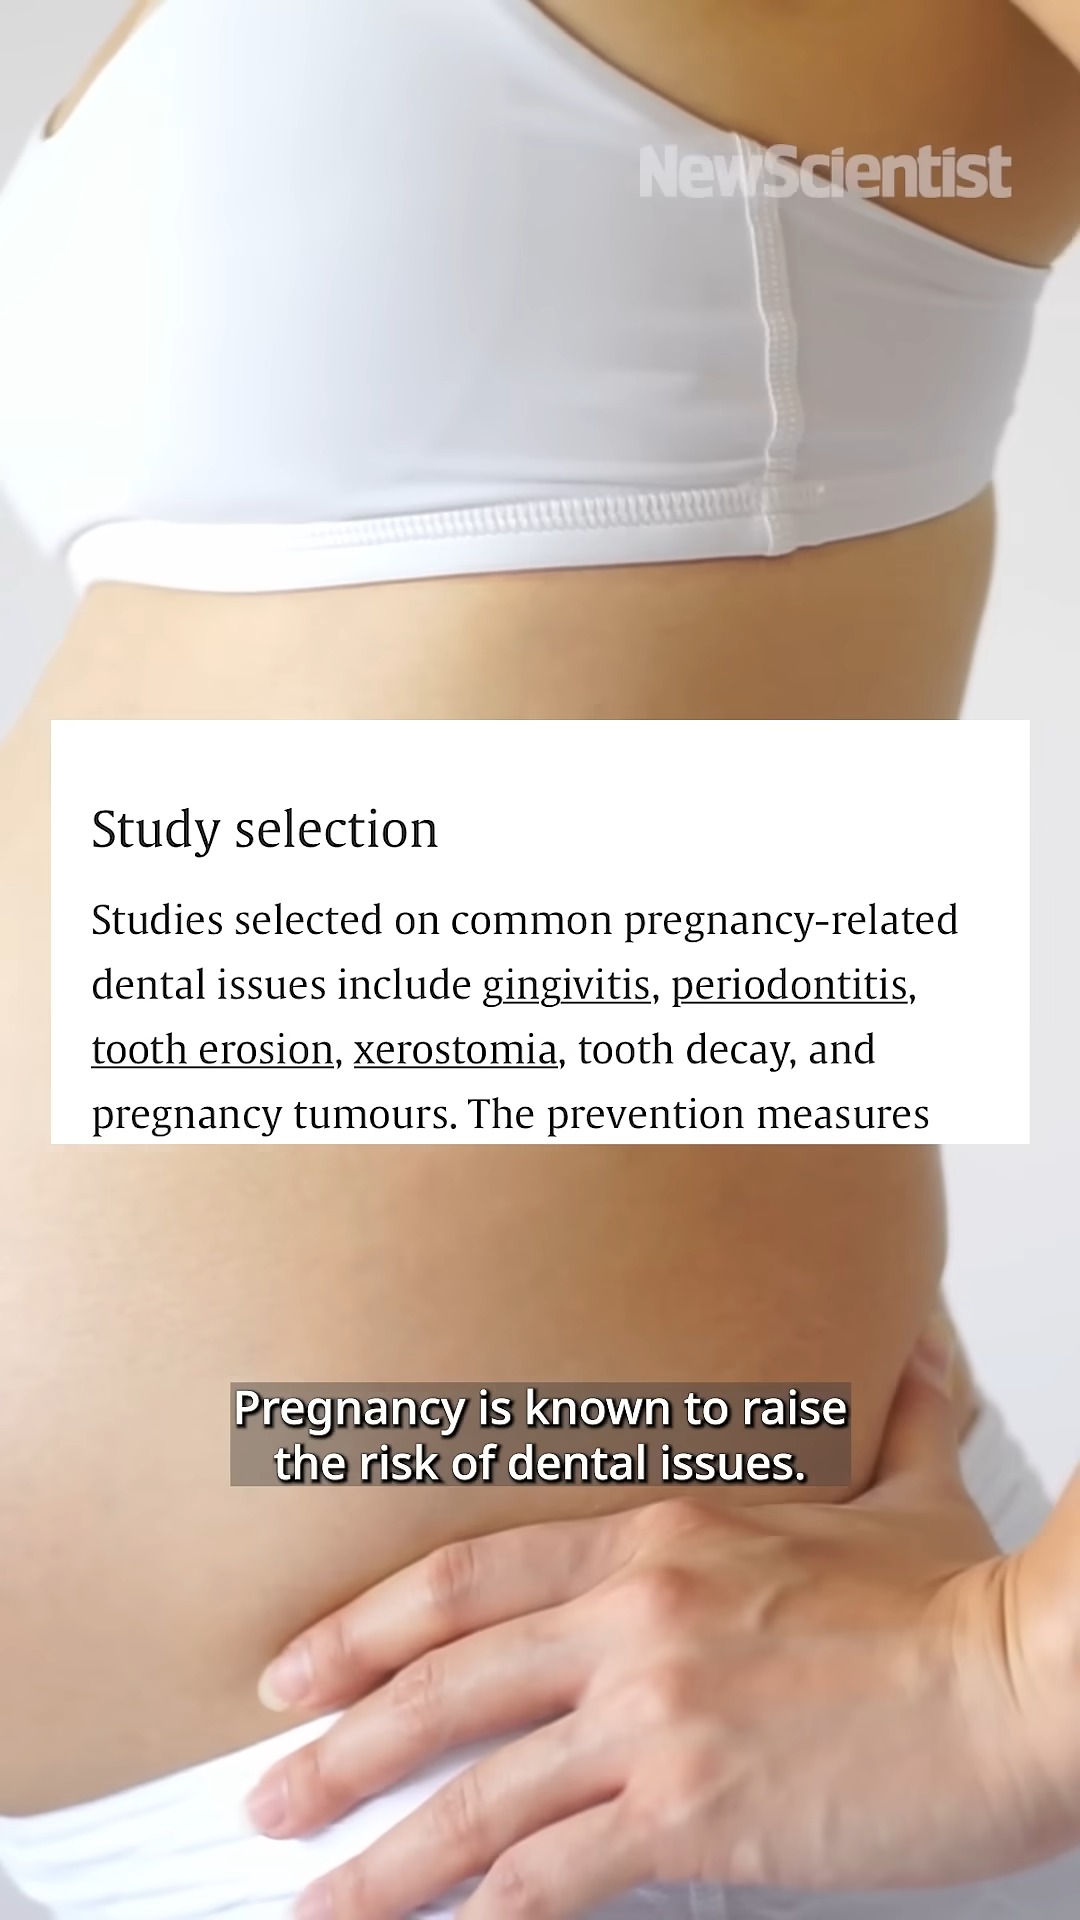 NewScientist
Study selection
Studies selected on common pregnancy-related
dental issues include gingivitis, periodontitis,
tooth erosion, xerostomia, tooth decay, and
pregnancy tumours. The prevention measures
Pregnancy is known to raise
the risk of dental issues.